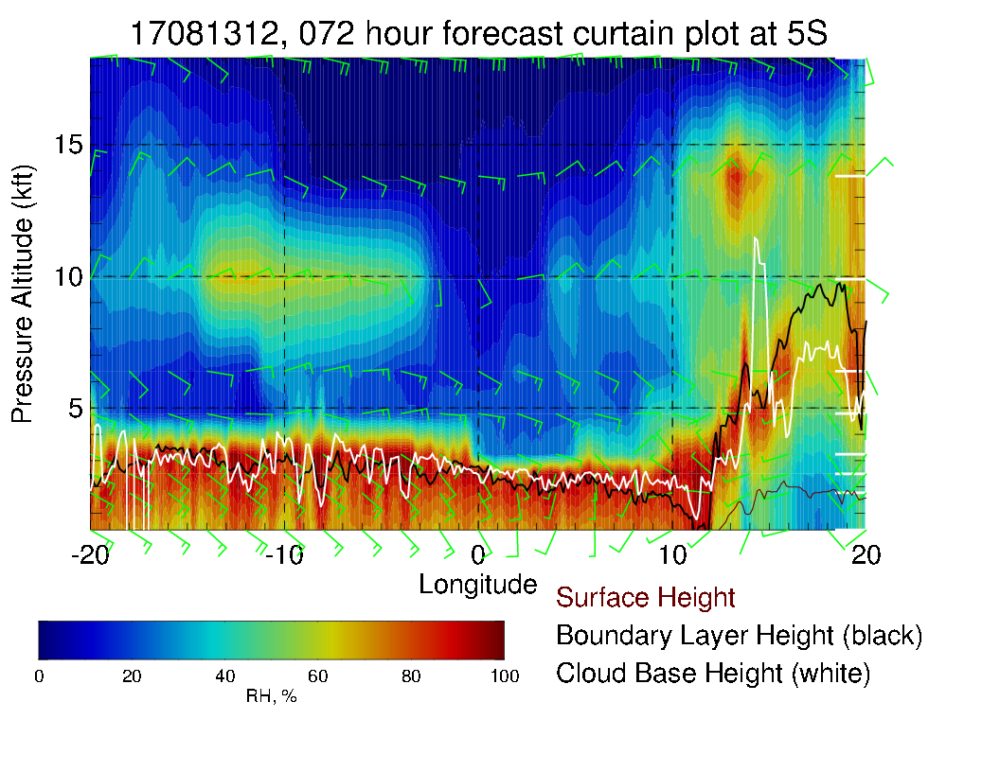 17081312, 072 hour forecast curtain plot at 5S
Pressure Altitude (kft)
15
10
5
-20 -10 0 10 20
Longitude
Surface Height
Boundary Layer Height (black)
Cloud Base Height (white)
0 20 40 60 80 100
RH, %